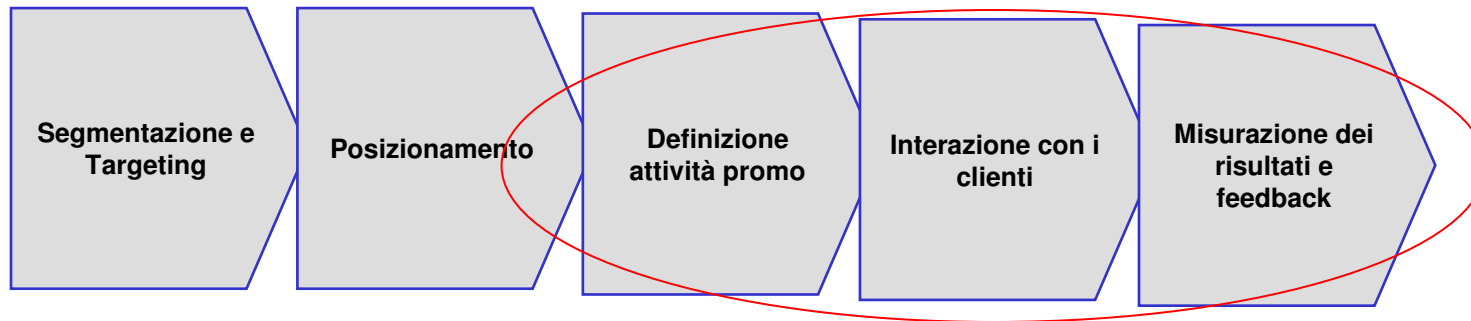 Segmentazione e
Targeting
Posizionamento
Definizione
attività promo
Interazione con i
clienti
Misurazione dei
risultati e
feedback